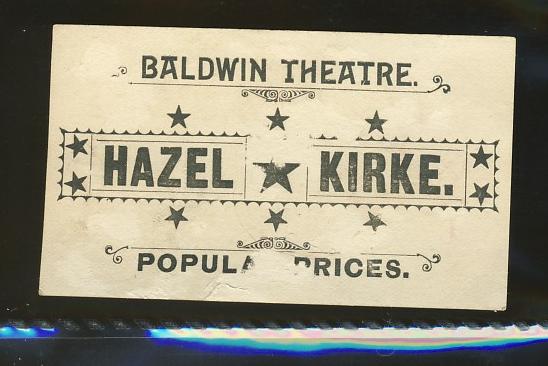 BALDWIN THEATRE.
HAZEL KIRKE.
POPULA PRICES.